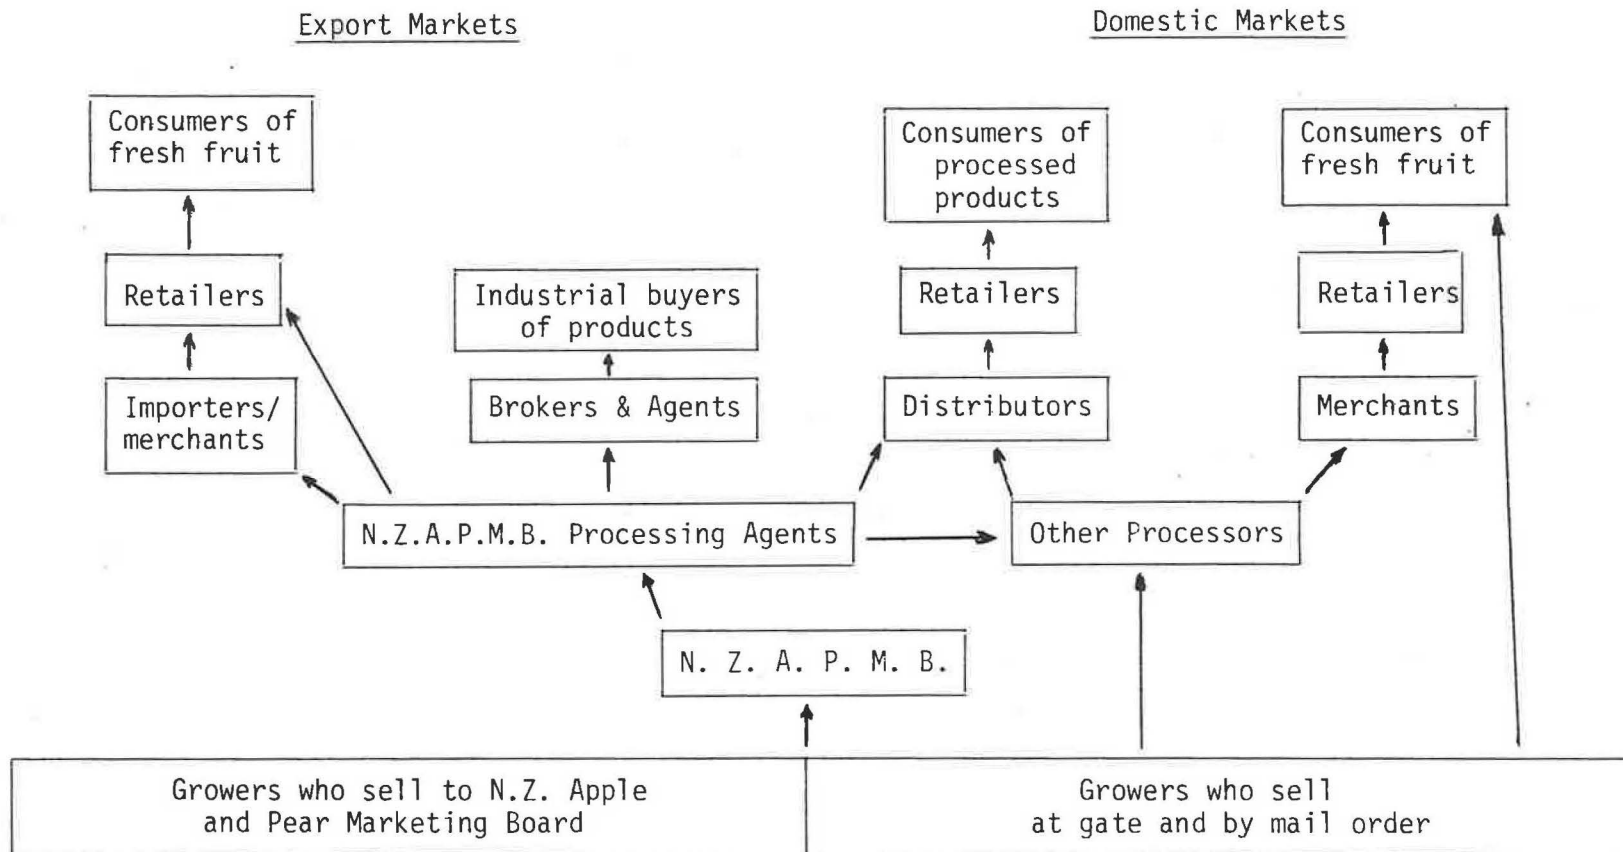 Export Markets
Domestic Markets
Consumers of
fresh fruit
Consumers of
processed
products
Consumers of
fresh fruit
Retailers
Industrial buyers
of products
Retailers
Retailers
Importers/
merchants
Brokers & Agents
Distributors
Merchants
N.Z.A.P.M.B. Processing Agents
Other Processors
N. Z. A. P. M. B.
Growers who sell to N.Z. Apple
and Pear Marketing Board
Growers who sell
at gate and by mail order